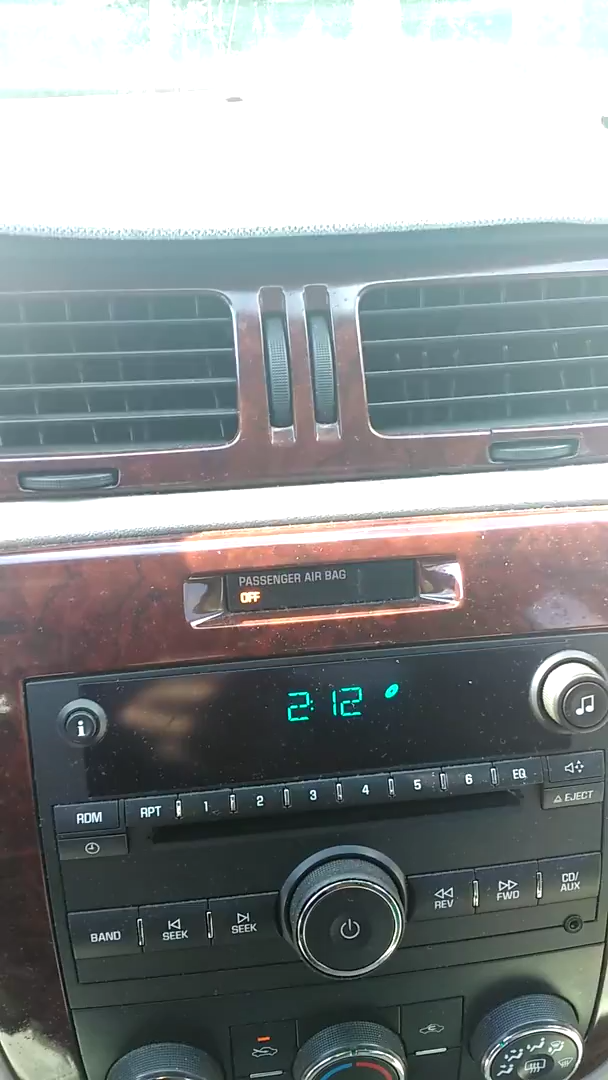 PASSENGER AIR BAG
OFF
2:12
i
RDM
RPT 1 2 3 4 5 6 EQ
EJECT
BAND
SEEK
SEEK
REV
FWD
CD/
AUX